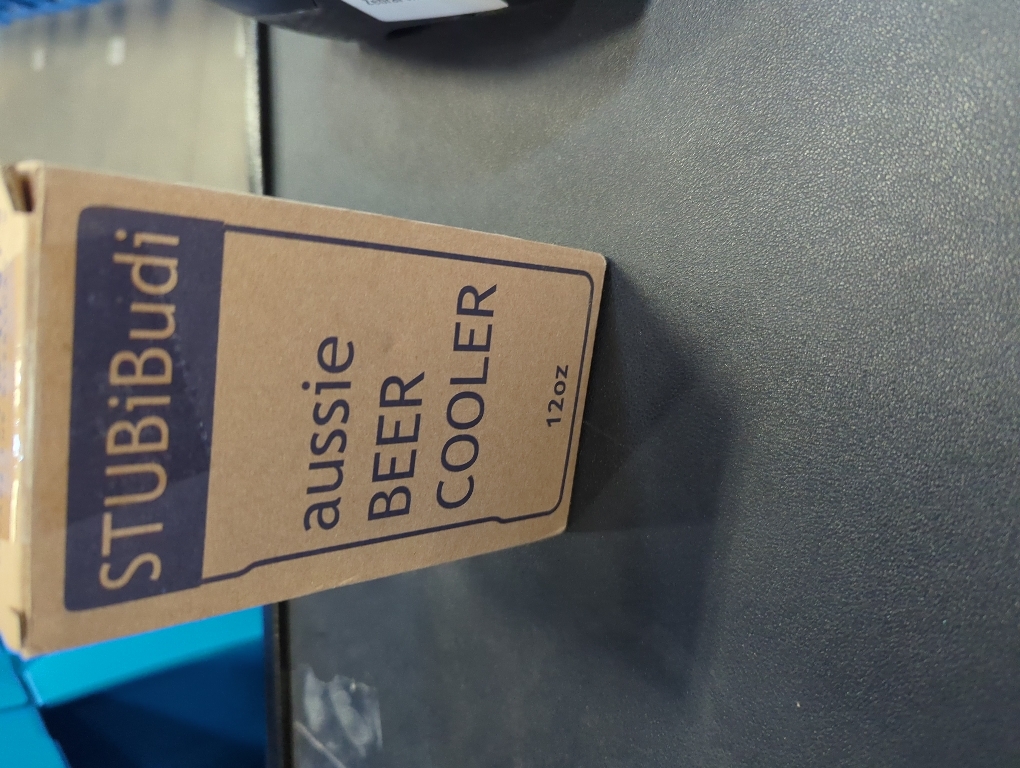 STUBiBudi
aussie
BEER
COOLER
12oz